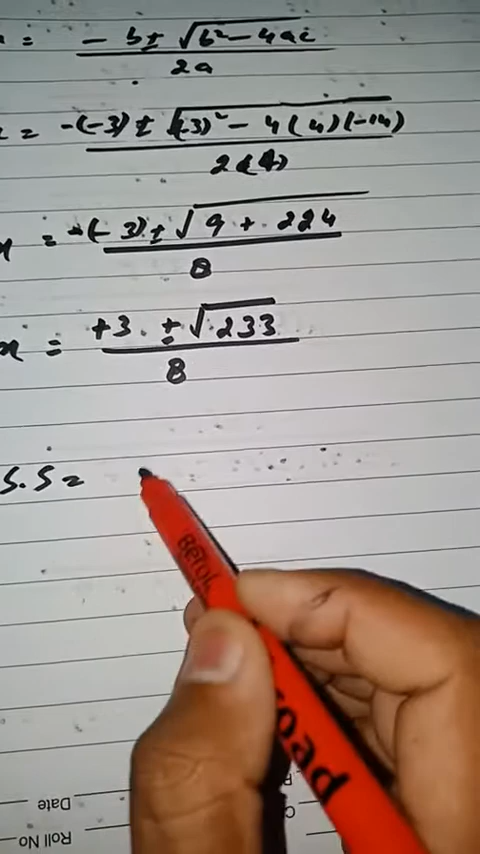 = -b±√b²-4ac
2a
x = -(-3) ± √(-3)² - 4(4)(-14)
2(4)
x = -(-3) ± √9 + 224
8
x = +3 ± √233
8
S.S =
Berol
Date
Roll No